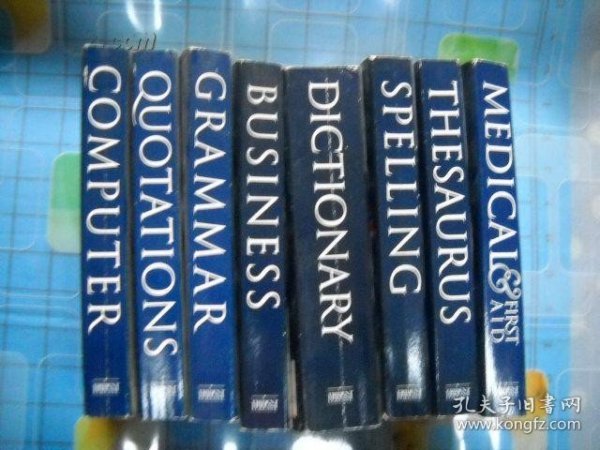 COMPUTER
QUOTATIONS
GRAMMAR
BUSINESS
DICTIONARY
SPELLING
THESAURUS
MEDICAL & FIRST AID
孔夫子旧书网
www.kongfz.com